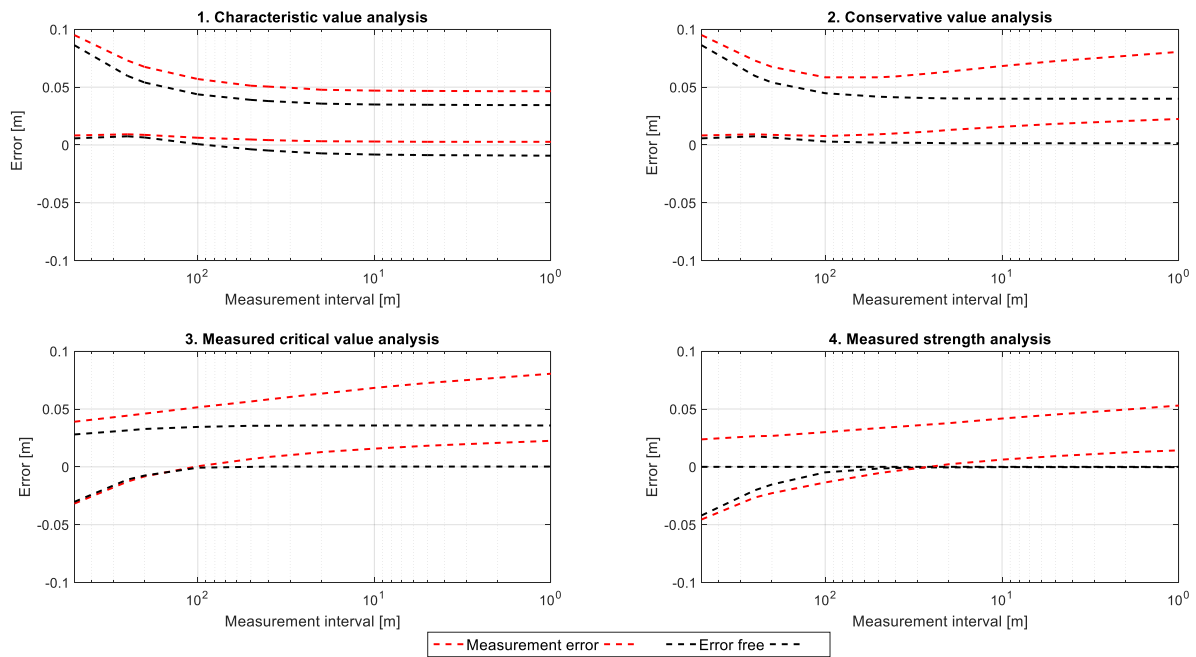 1. Characteristic value analysis
0.1
0.05
0
-0.05
-0.1
Error [m]
10²
10¹
10⁰
Measurement interval [m]
2. Conservative value analysis
0.1
0.05
0
-0.05
-0.1
Error [m]
10²
10¹
10⁰
Measurement interval [m]
3. Measured critical value analysis
0.1
0.05
0
-0.05
-0.1
Error [m]
10²
10¹
10⁰
Measurement interval [m]
4. Measured strength analysis
0.1
0.05
0
-0.05
-0.1
Error [m]
10²
10¹
10⁰
Measurement interval [m]
Measurement error
Error free